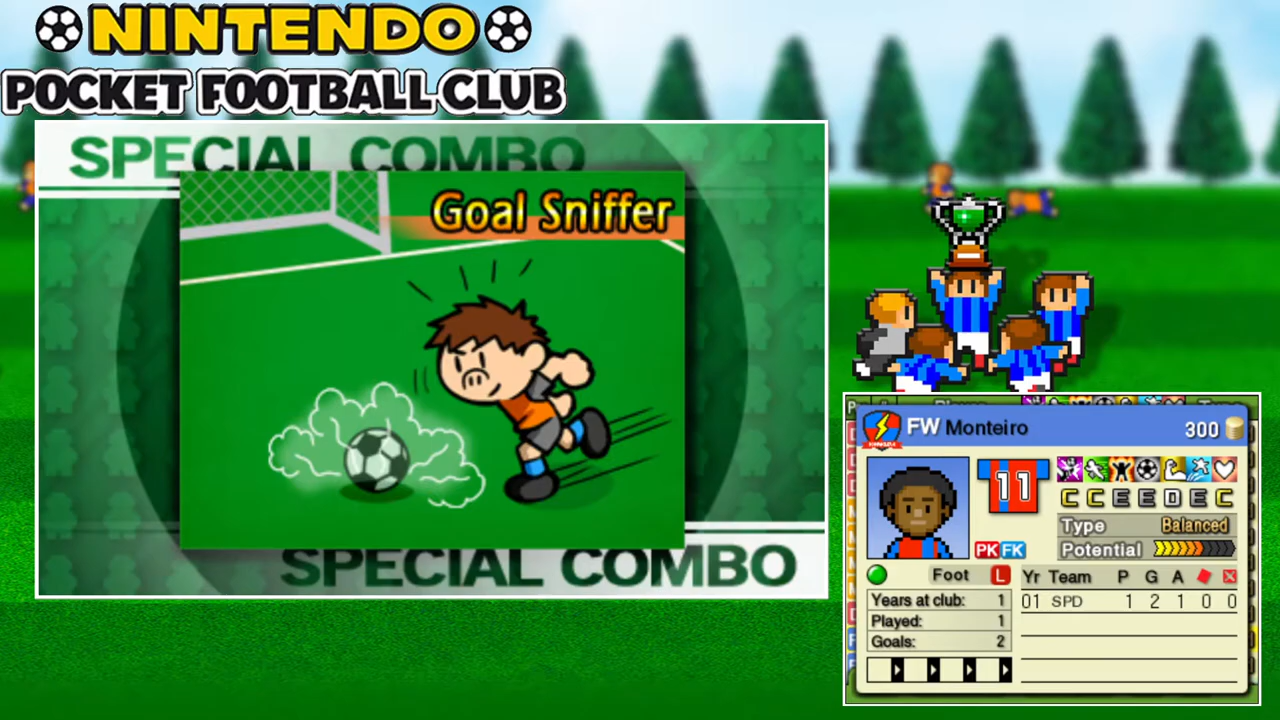 NINTENDO
POCKET FOOTBALL CLUB
SPECIAL COMBO
Goal Sniffer
SPECIAL COMBO
FW Monteiro
300
11
C C E E D E C
Type Balanced
PK FK
Potential
Foot L
Yr Team P G A
Years at club: 1
01 SPD 1 2 1 0 0
Played: 1
Goals: 2